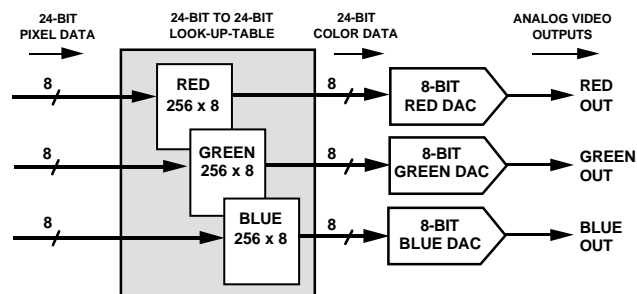 24-BIT
PIXEL DATA
24-BIT TO 24-BIT
LOOK-UP-TABLE
24-BIT
COLOR DATA
ANALOG VIDEO
OUTPUTS
8
RED
256 x 8
8
8-BIT
RED DAC
RED
OUT
8
GREEN
256 x 8
8
8-BIT
GREEN DAC
GREEN
OUT
8
BLUE
256 x 8
8
8-BIT
BLUE DAC
BLUE
OUT